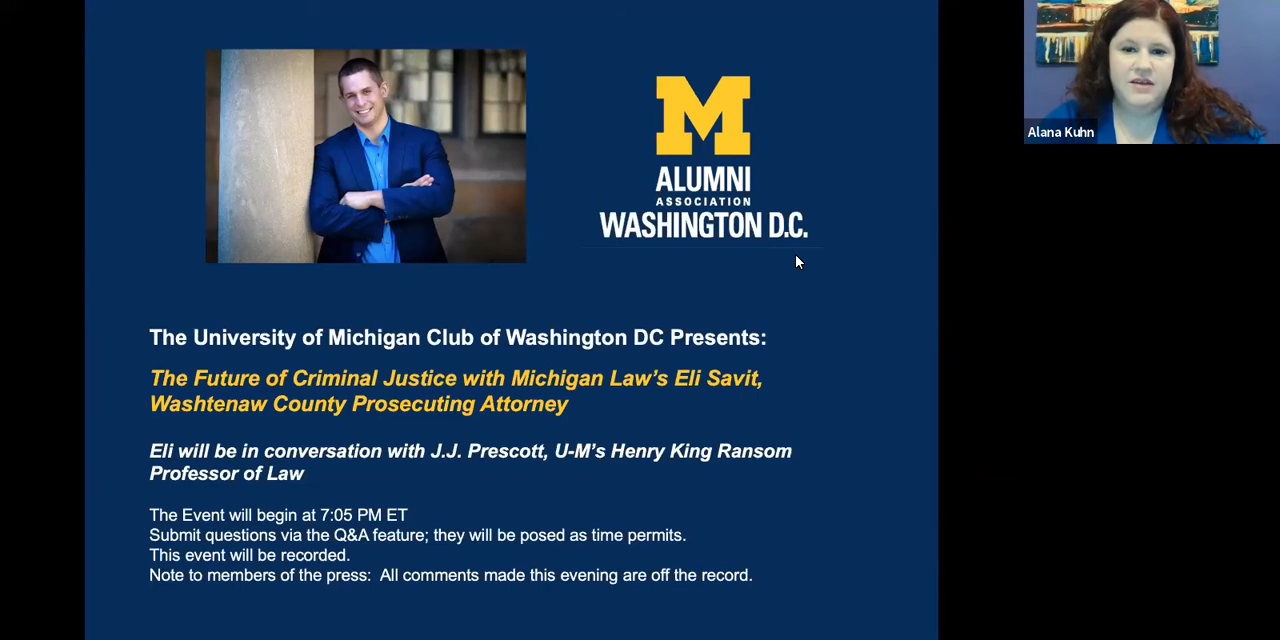 M
ALUMNI
ASSOCIATION
WASHINGTON D.C.
Alana Kuhn
The University of Michigan Club of Washington DC Presents:
The Future of Criminal Justice with Michigan Law's Eli Savit,
Washtenaw County Prosecuting Attorney
Eli will be in conversation with J.J. Prescott, U-M's Henry King Ransom
Professor of Law
The Event will begin at 7:05 PM ET
Submit questions via the Q&A feature; they will be posed as time permits.
This event will be recorded.
Note to members of the press:  All comments made this evening are off the record.